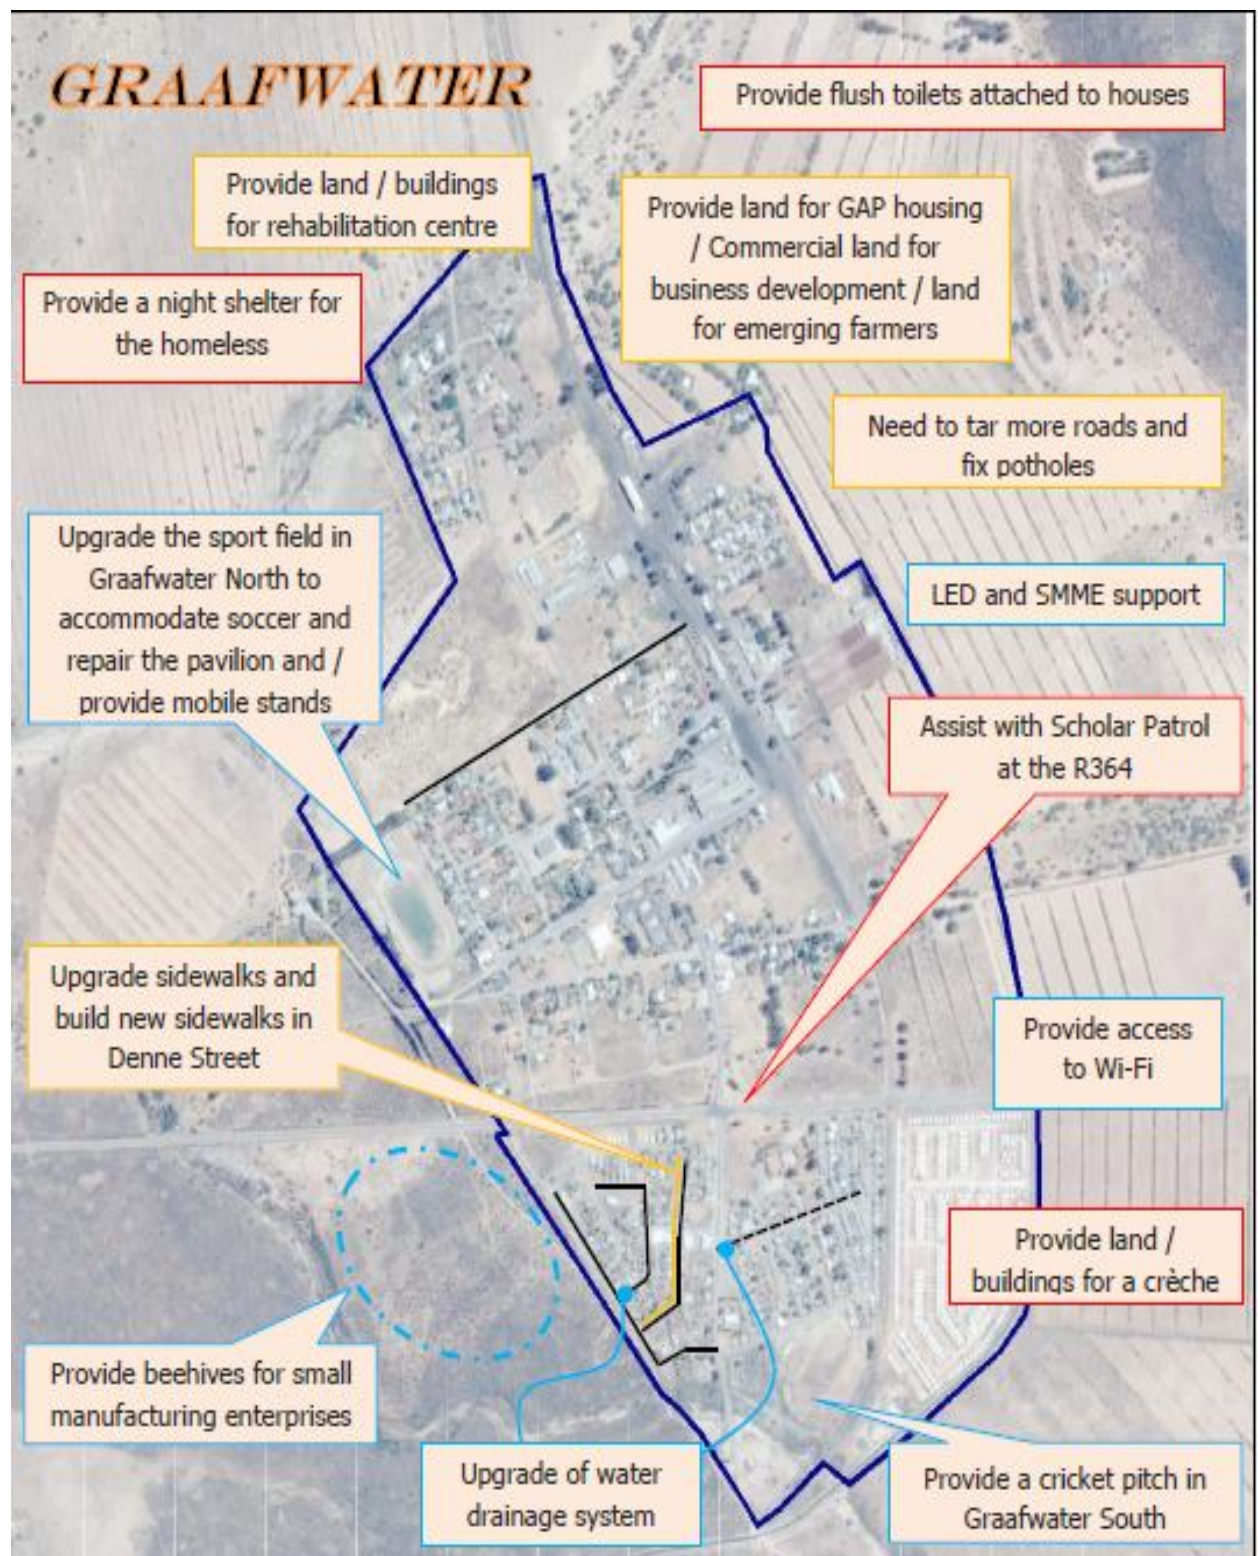 GRAAFWATER
Provide flush toilets attached to houses
Provide land / buildings
for rehabilitation centre
Provide land for GAP housing
/ Commercial land for
business development / land
for emerging farmers
Provide a night shelter for
the homeless
Need to tar more roads and
fix potholes
Upgrade the sport field in
Graafwater North to
accommodate soccer and
repair the pavilion and /
provide mobile stands
LED and SMME support
Assist with Scholar Patrol
at the R364
Upgrade sidewalks and
build new sidewalks in
Denne Street
Provide access
to Wi-Fi
Provide land /
buildings for a crèche
Provide beehives for small
manufacturing enterprises
Upgrade of water
drainage system
Provide a cricket pitch in
Graafwater South